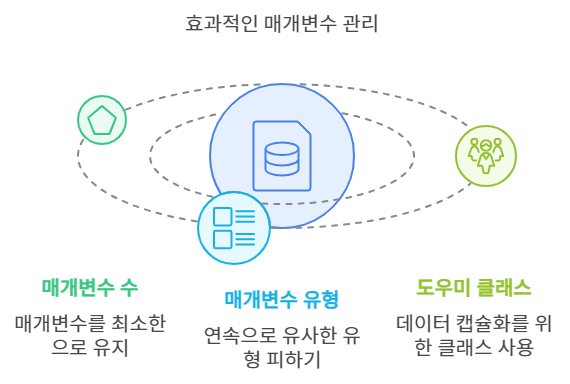 효과적인 매개변수 관리
매개변수 수
매개변수를 최소한
으로 유지
매개변수 유형
연속으로 유사한 유
형 피하기
도우미 클래스
데이터 캡슐화를 위
한 클래스 사용